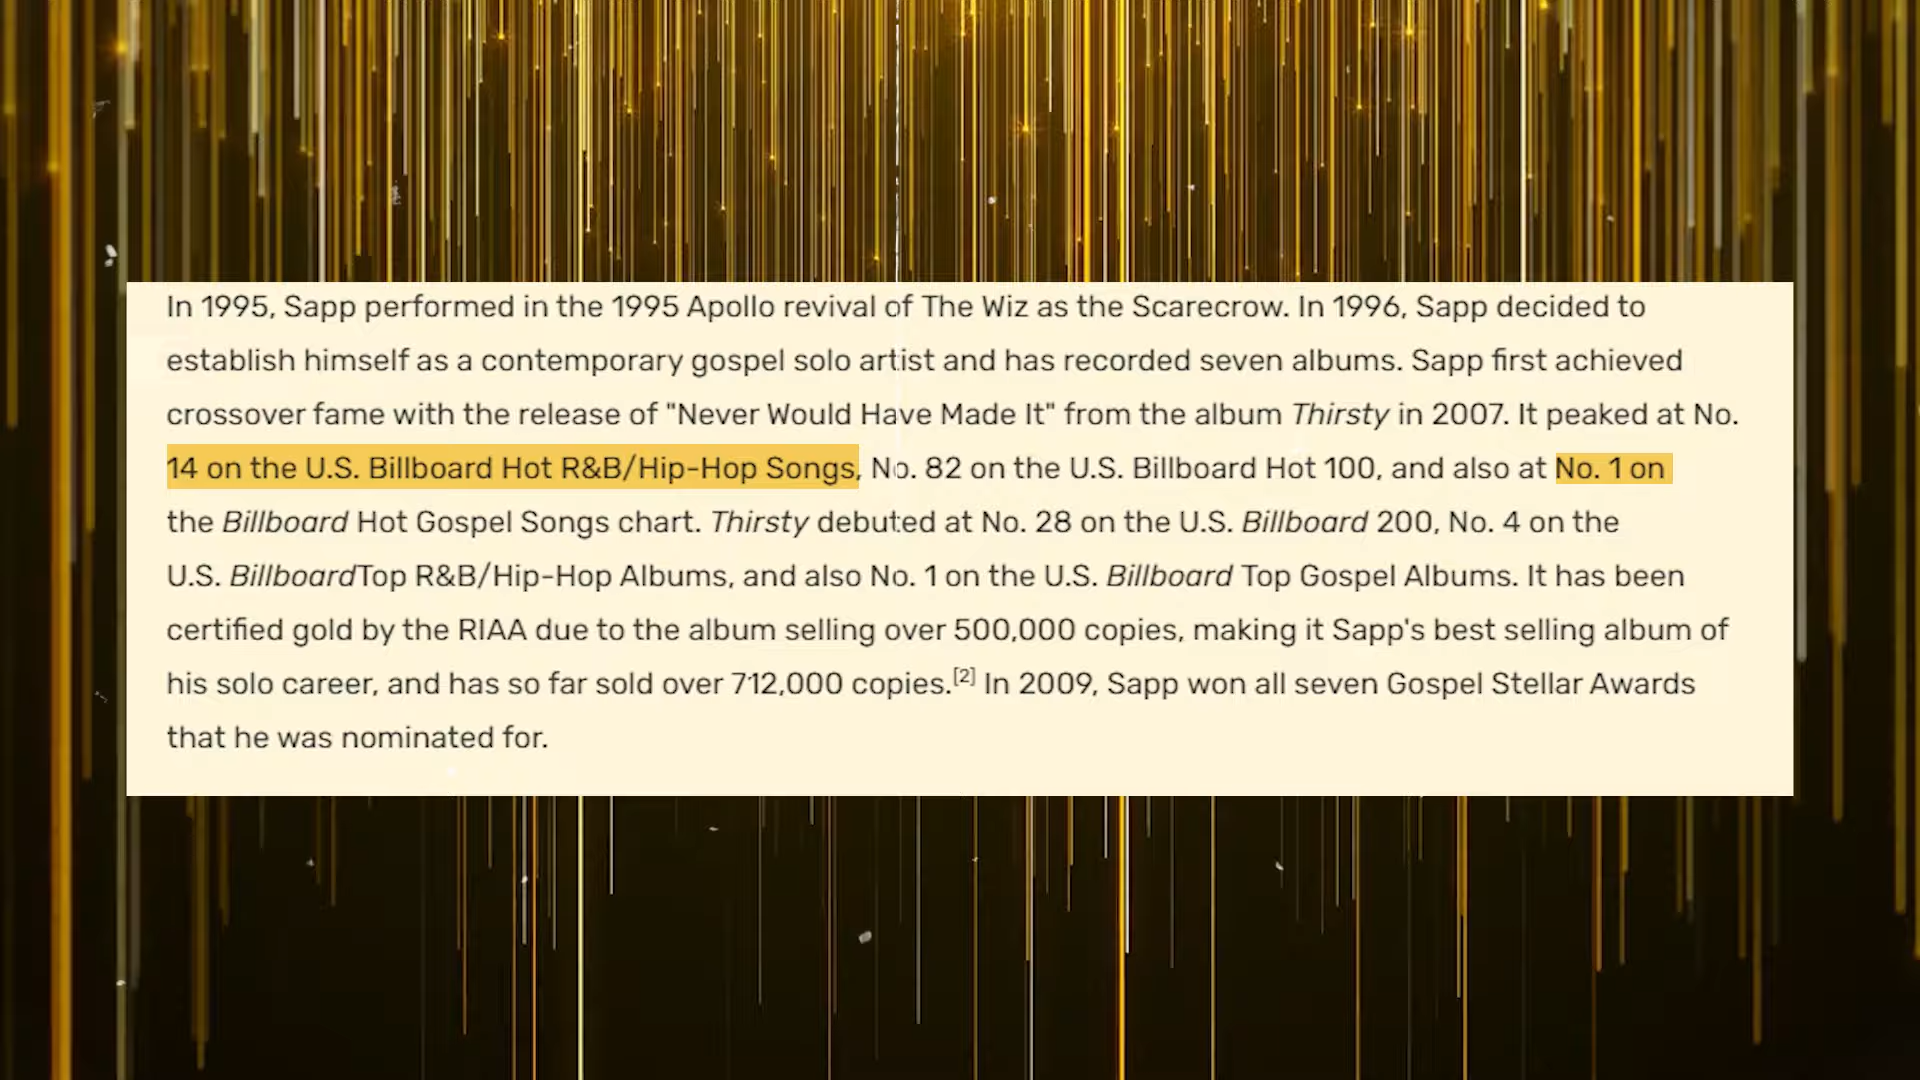 In 1995, Sapp performed in the 1995 Apollo revival of The Wiz as the Scarecrow. In 1996, Sapp decided to
establish himself as a contemporary gospel solo artist and has recorded seven albums. Sapp first achieved
crossover fame with the release of "Never Would Have Made It" from the album Thirsty in 2007. It peaked at No.
14 on the U.S. Billboard Hot R&B/Hip-Hop Songs, No. 82 on the U.S. Billboard Hot 100, and also at No. 1 on
the Billboard Hot Gospel Songs chart. Thirsty debuted at No. 28 on the U.S. Billboard 200, No. 4 on the
U.S. BillboardTop R&B/Hip-Hop Albums, and also No. 1 on the U.S. Billboard Top Gospel Albums. It has been
certified gold by the RIAA due to the album selling over 500,000 copies, making it Sapp's best selling album of
his solo career, and has so far sold over 712,000 copies.[2] In 2009, Sapp won all seven Gospel Stellar Awards
that he was nominated for.